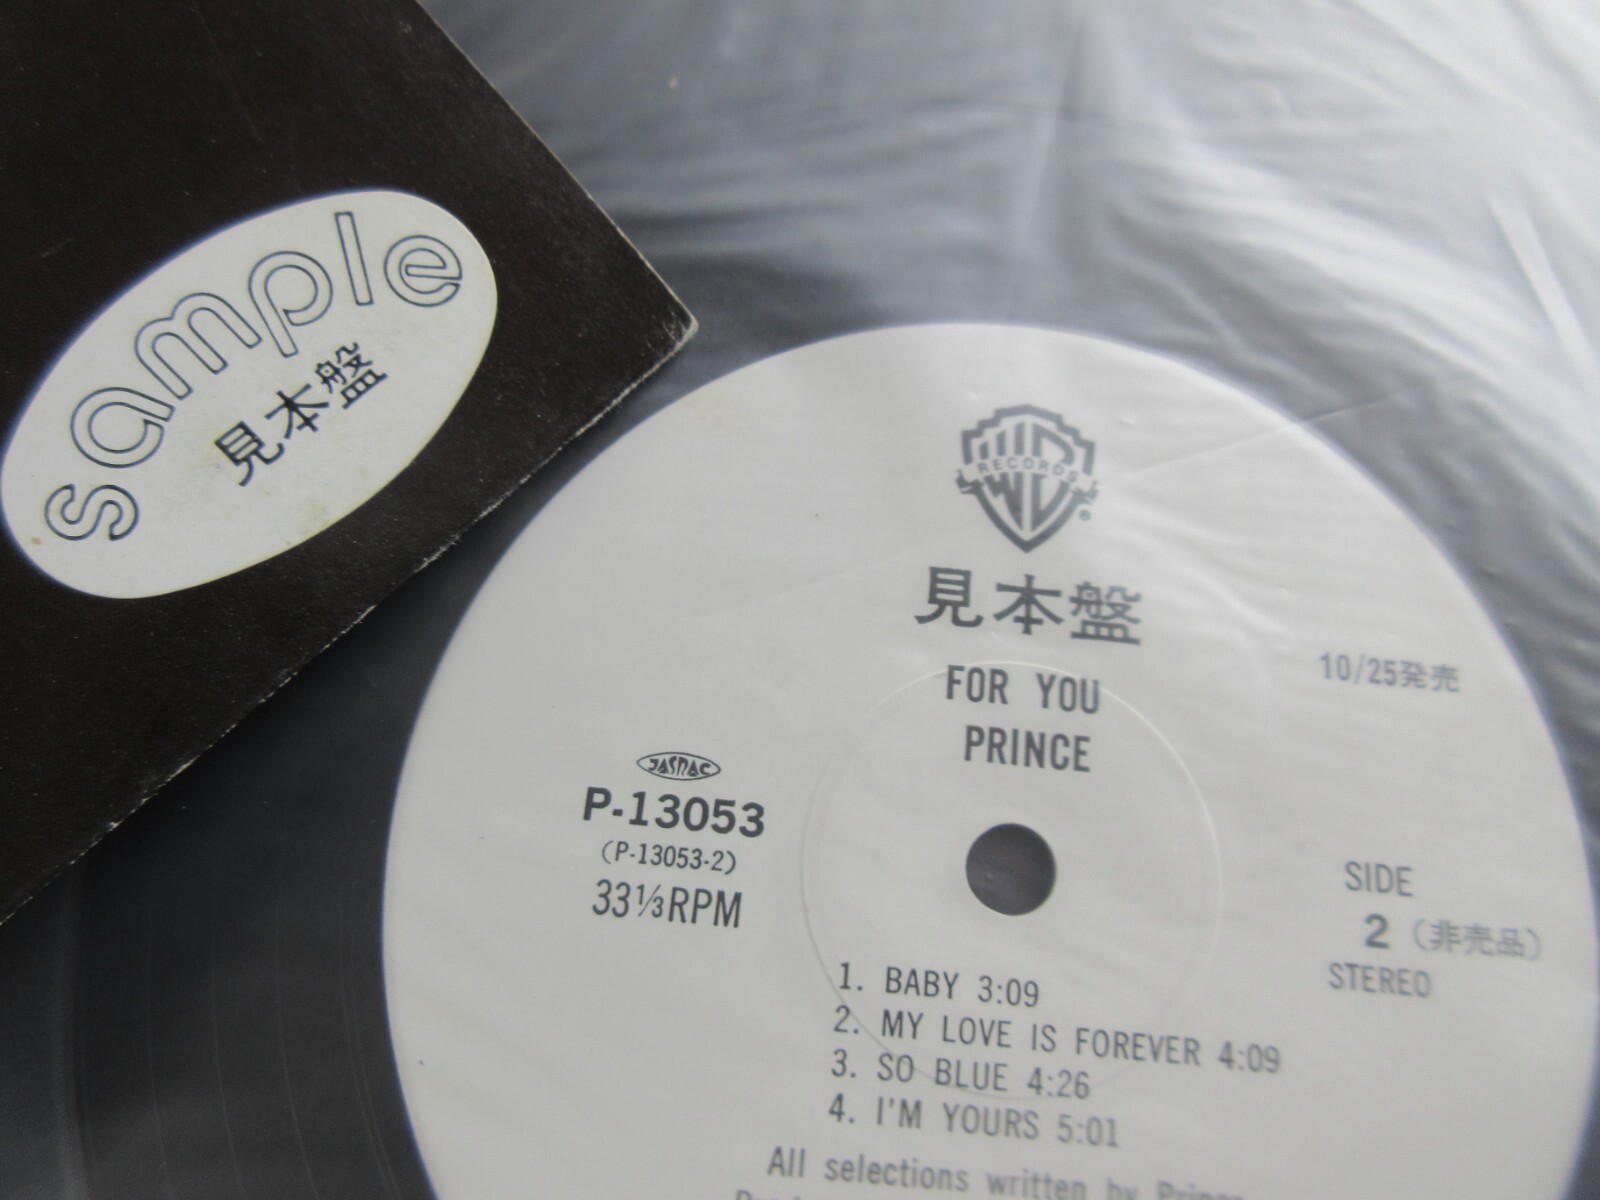 sample
見本盤
W RECORDS
®
見本盤
FOR YOU
PRINCE
10/25発売
JASRAC
P-13053
(P-13053-2)
33⅓RPM
SIDE
2 (非売品)
STEREO
1. BABY 3:09
2. MY LOVE IS FOREVER 4:09
3. SO BLUE 4:26
4. I'M YOURS 5:01
All selections written by Prince